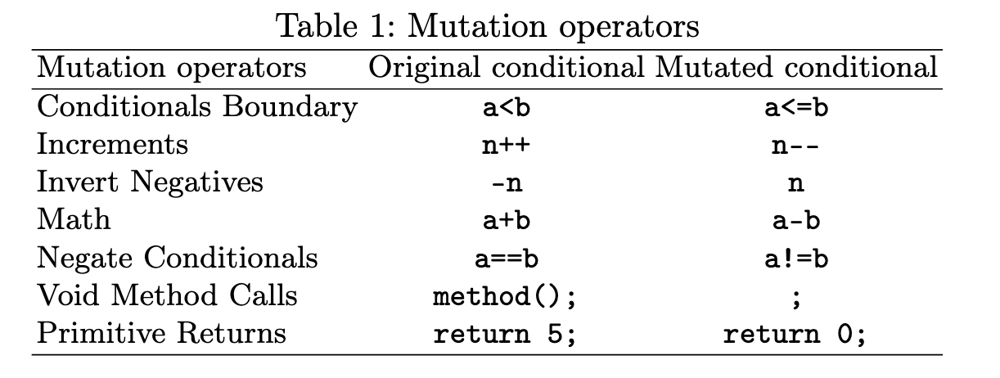 Table 1: Mutation operators
Mutation operators Original conditional Mutated conditional
Conditionals Boundary a<b a<=b
Increments n++ n--
Invert Negatives -n n
Math a+b a-b
Negate Conditionals a==b a!=b
Void Method Calls method(); ;
Primitive Returns return 5; return 0;